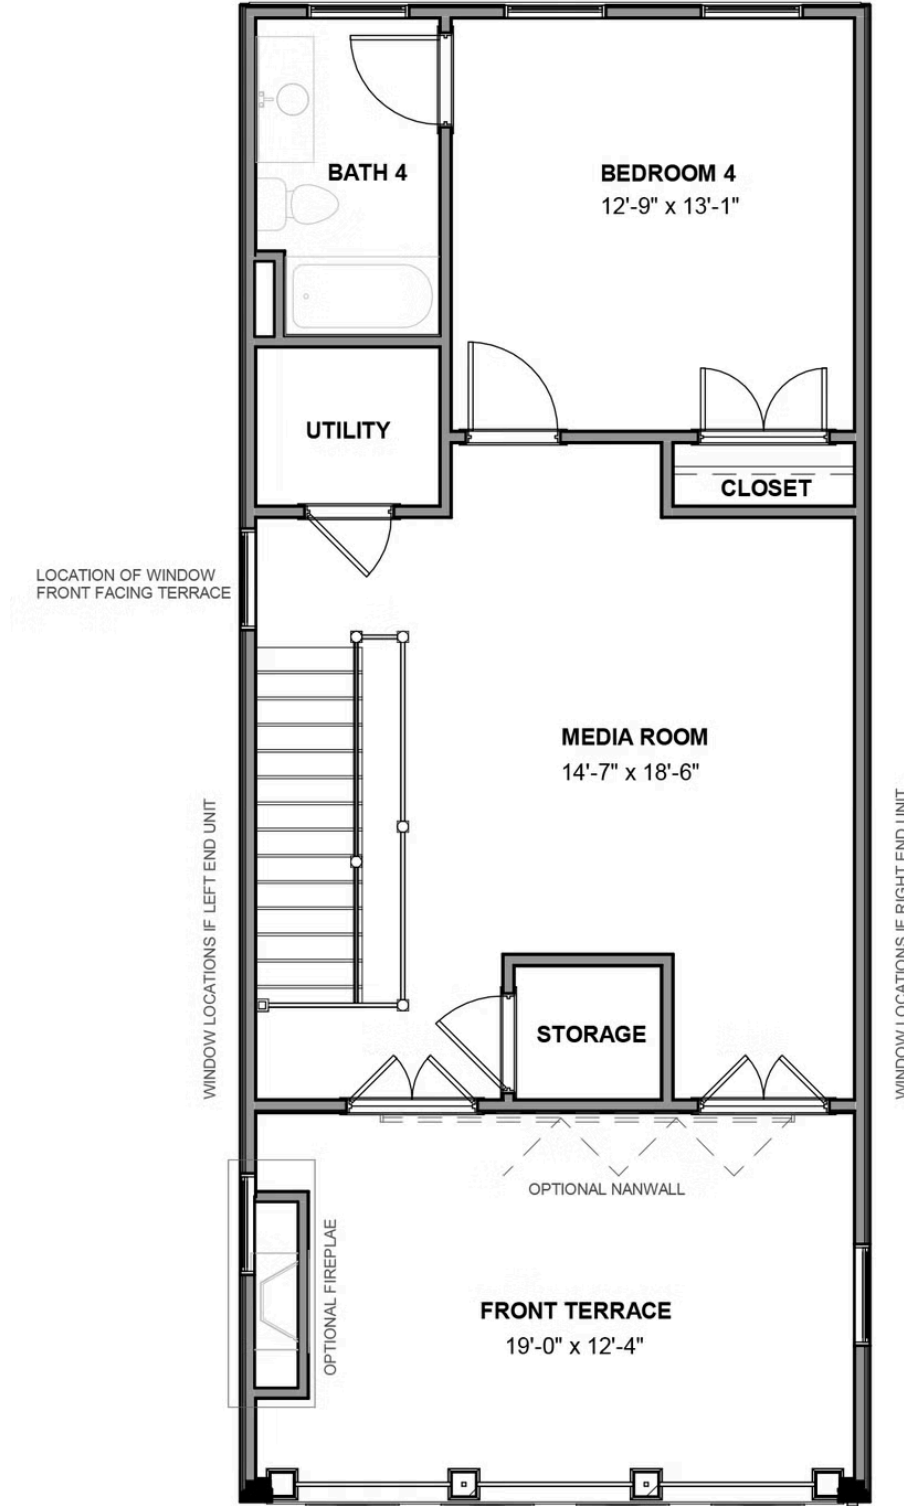 BATH 4
BEDROOM 4
12'-9" x 13'-1"
UTILITY
CLOSET
LOCATION OF WINDOW
FRONT FACING TERRACE
MEDIA ROOM
14'-7" x 18'-6"
WINDOW LOCATIONS IF LEFT END UNIT
WINDOW LOCATIONS IF RIGHT END UNIT
STORAGE
OPTIONAL NANWALL
OPTIONAL FIREPLAE
FRONT TERRACE
19'-0" x 12'-4"